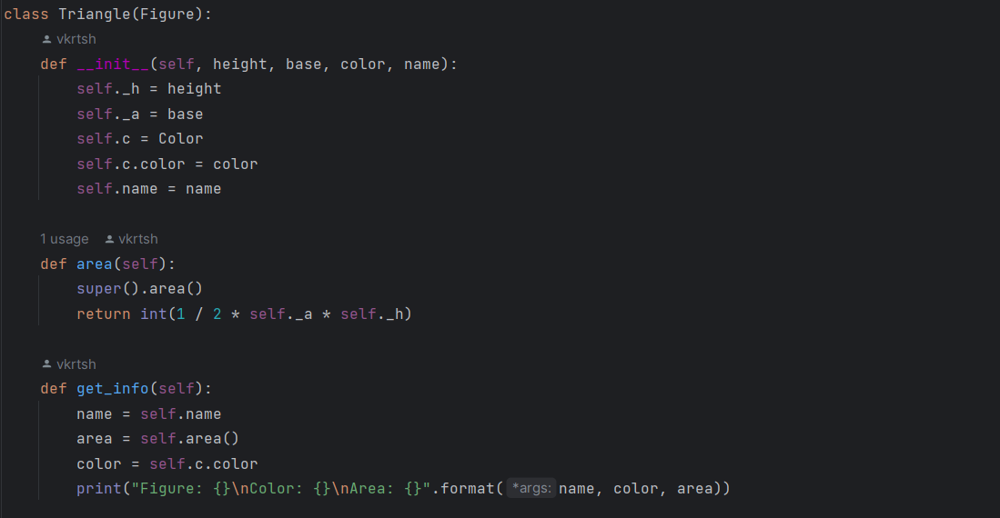 class Triangle(Figure):
vkrtsh
def __init__(self, height, base, color, name):
self._h = height
self._a = base
self.c = Color
self.c.color = color
self.name = name
1 usage vkrtsh
def area(self):
super().area()
return int(1 / 2 * self._a * self._h)
vkrtsh
def get_info(self):
name = self.name
area = self.area()
color = self.c.color
print("Figure: {}\nColor: {}\nArea: {}".format( *args: name, color, area))